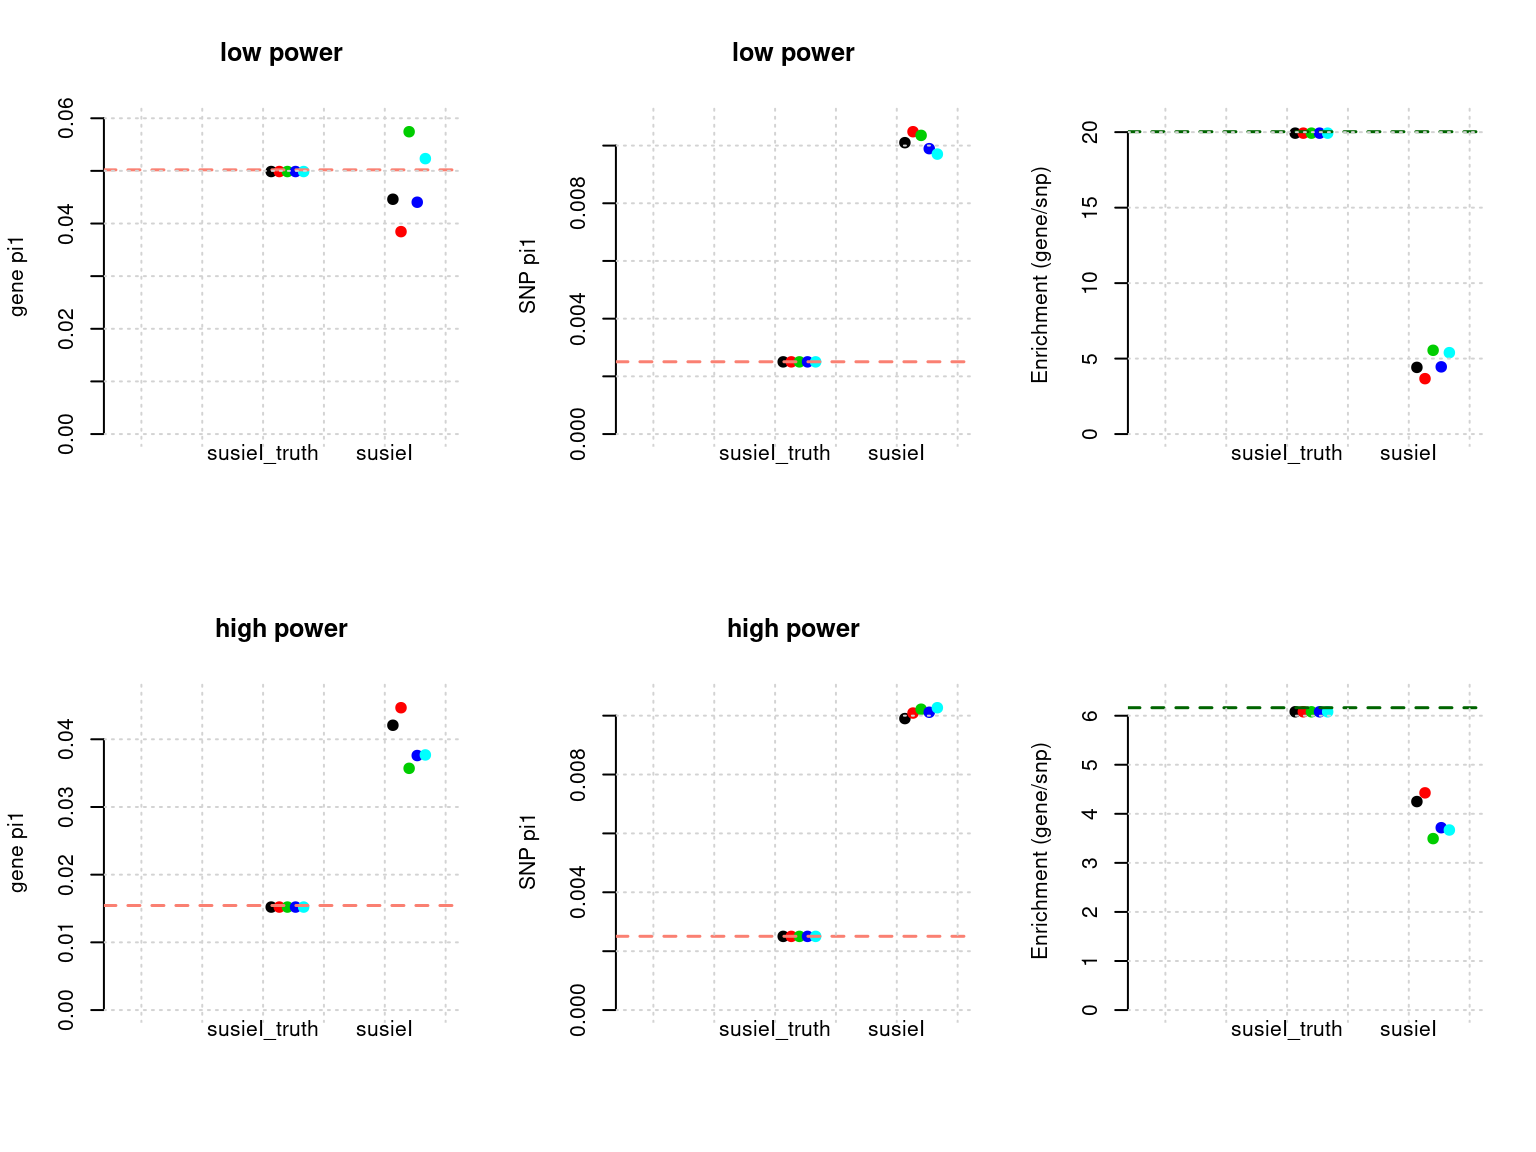 low power
gene pi1
0.00 0.02 0.04 0.06
susieI_truth susieI
low power
SNP pi1
0.000 0.004 0.008
susieI_truth susieI
Enrichment (gene/snp)
0 5 10 15 20
susieI_truth susieI
high power
gene pi1
0.00 0.01 0.02 0.03 0.04
susieI_truth susieI
high power
SNP pi1
0.000 0.004 0.008
susieI_truth susieI
Enrichment (gene/snp)
0 1 2 3 4 5 6
susieI_truth susieI